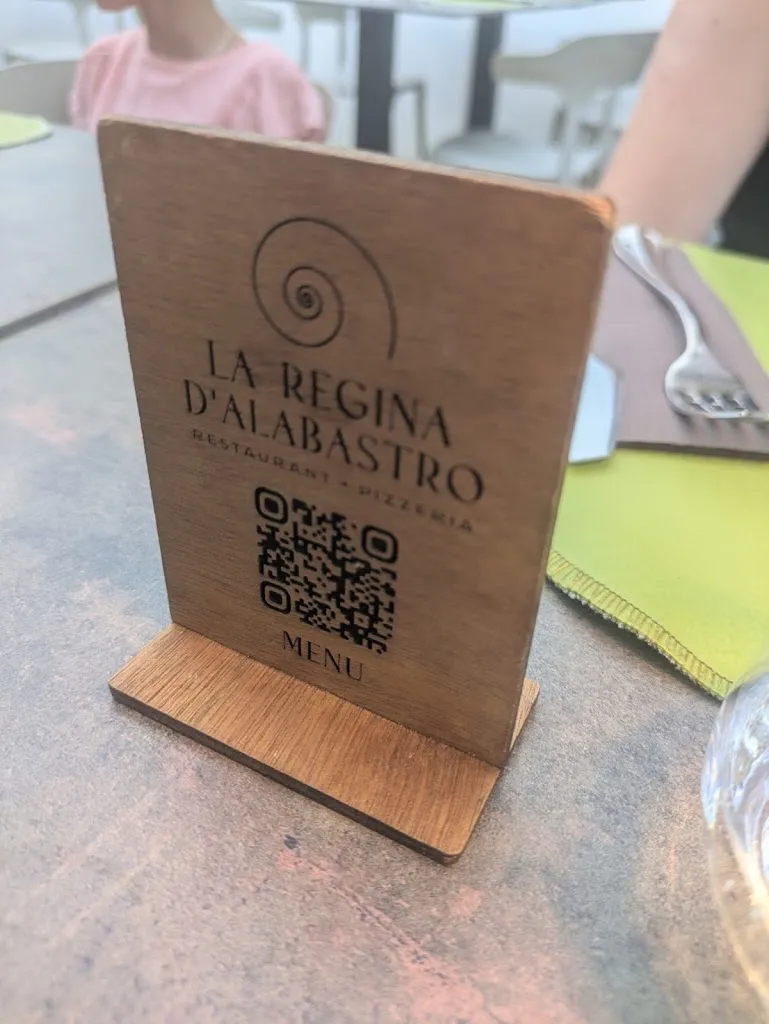 LA REGINA
D'ALABASTRO
RESTAURANT + PIZZERIA
MENU